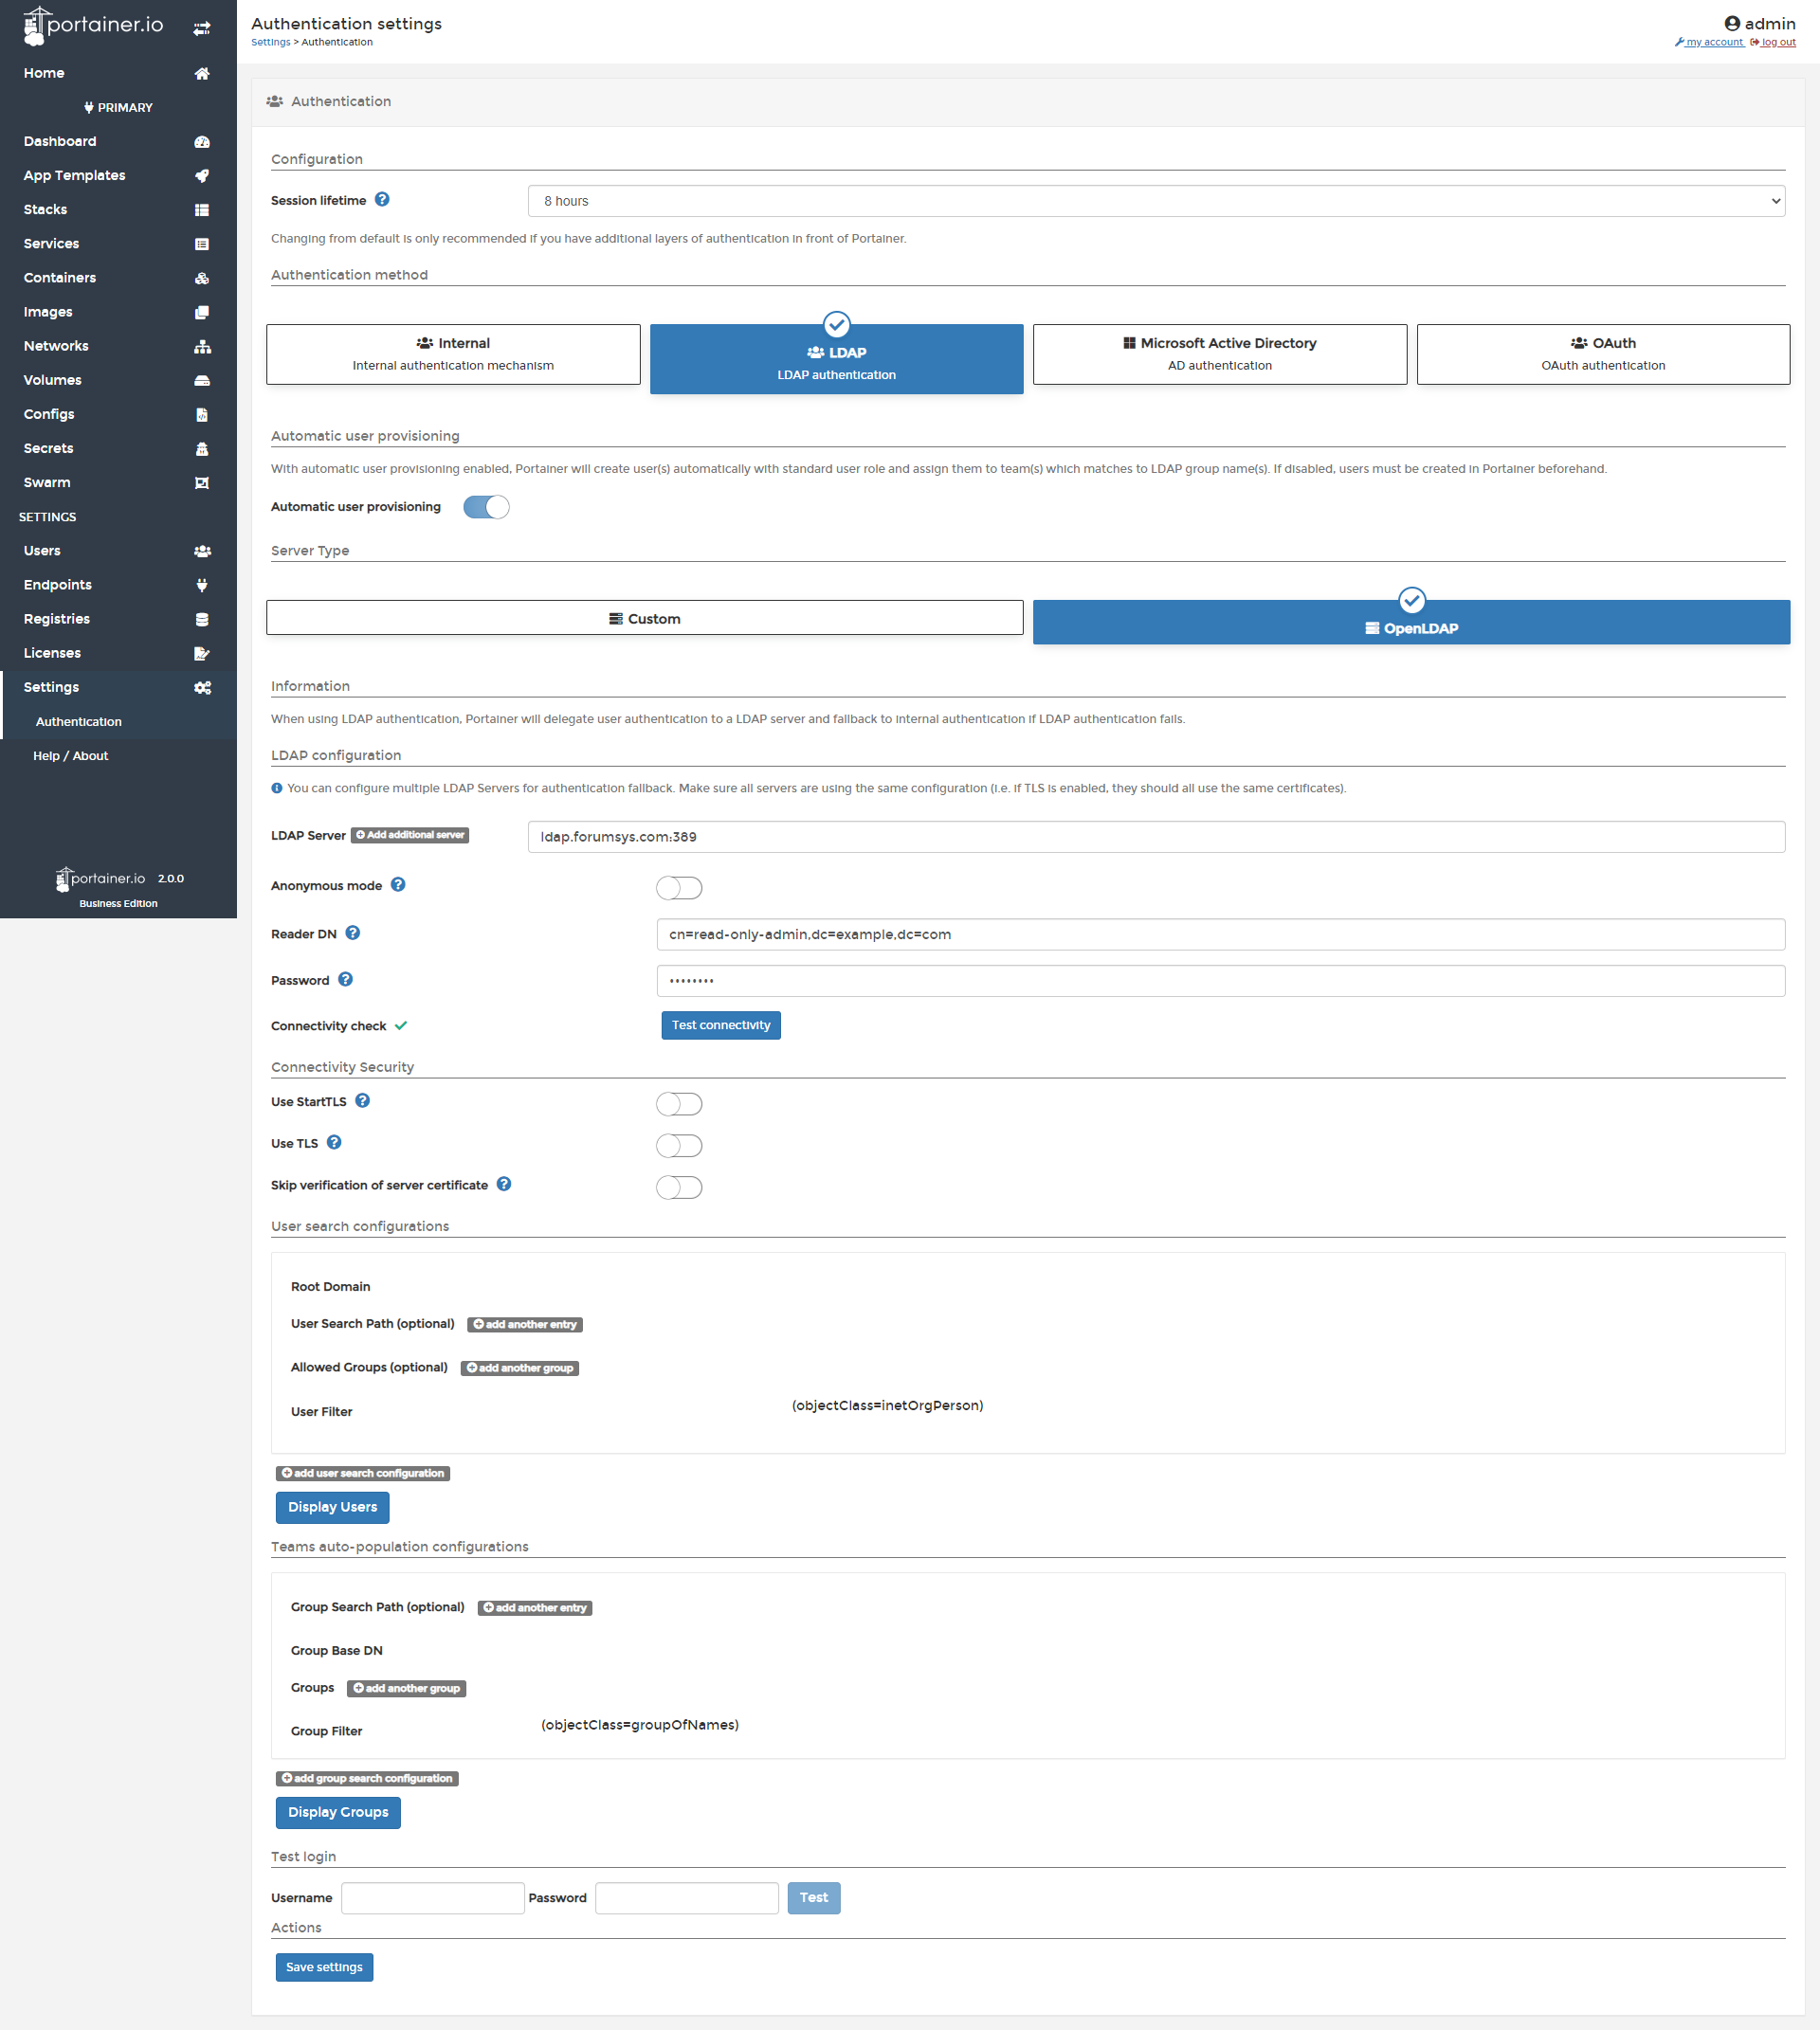 portainer.io
Home
PRIMARY
Dashboard
App Templates
Stacks
Services
Containers
Images
Networks
Volumes
Configs
Secrets
Swarm
SETTINGS
Users
Endpoints
Registries
Licenses
Settings
Authentication
Help / About
portainer.io 2.0.0
Business Edition
Authentication settings
Settings > Authentication
admin
my account log out
Authentication
Configuration
Session lifetime 8 hours
Changing from default is only recommended if you have additional layers of authentication in front of Portainer.
Authentication method
Internal
Internal authentication mechanism
LDAP
LDAP authentication
Microsoft Active Directory
AD authentication
OAuth
OAuth authentication
Automatic user provisioning
With automatic user provisioning enabled, Portainer will create user(s) automatically with standard user role and assign them to team(s) which matches to LDAP group name(s). If disabled, users must be created in Portainer beforehand.
Automatic user provisioning
Server Type
Custom
OpenLDAP
Information
When using LDAP authentication, Portainer will delegate user authentication to a LDAP server and fallback to internal authentication if LDAP authentication fails.
LDAP configuration
You can configure multiple LDAP Servers for authentication fallback. Make sure all servers are using the same configuration (i.e. if TLS is enabled, they should all use the same certificates).
LDAP Server Add additional server ldap.forumsys.com:389
Anonymous mode
Reader DN cn=read-only-admin,dc=example,dc=com
Password ••••••••
Connectivity check Test connectivity
Connectivity Security
Use StartTLS
Use TLS
Skip verification of server certificate
User search configurations
Root Domain
User Search Path (optional) add another entry
Allowed Groups (optional) add another group
User Filter (objectClass=inetOrgPerson)
add user search configuration
Display Users
Teams auto-population configurations
Group Search Path (optional) add another entry
Group Base DN
Groups add another group
Group Filter (objectClass=groupOfNames)
add group search configuration
Display Groups
Test login
Username Password Test
Actions
Save settings